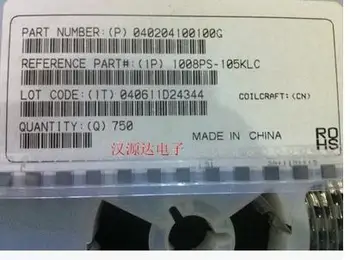 PART NUMBER:(P) 040204100100G
REFERENCE PART#:(1P) 1008PS-105KLC
LOT CODE:(1T) 040611D24344
COILCRAFT:(CN)
QUANTITY:(Q) 750
MADE IN CHINA
ROHS
汉源达电子